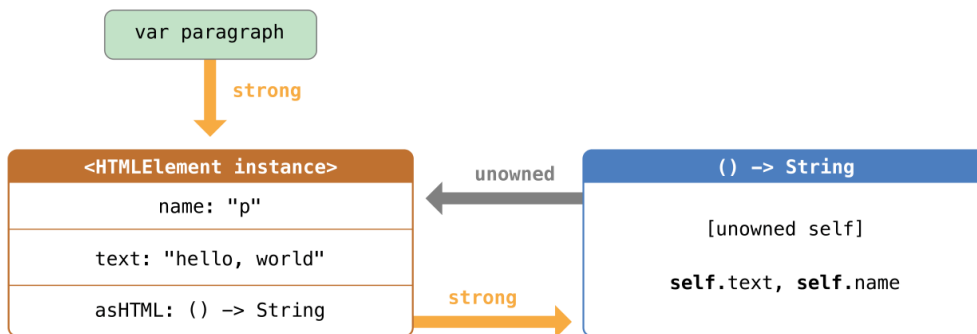 var paragraph
strong
<HTMLElement instance>
name: "p"
text: "hello, world"
asHTML: () -> String
unowned
strong
() -> String
[unowned self]
self.text, self.name